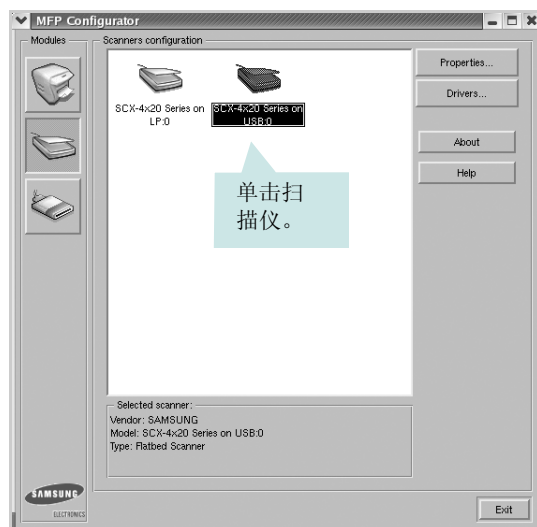 MFP Configurator
Modules
Scanners configuration
SCX-4x20 Series on
LP:0
SCX-4x20 Series on
USB:0
单击扫
描仪。
Properties...
Drivers...
About
Help
Selected scanner:
Vendor: SAMSUNG
Model: SCX-4x20 Series on USB:0
Type: Flatbed Scanner
SAMSUNG
ELECTRONICS
Exit